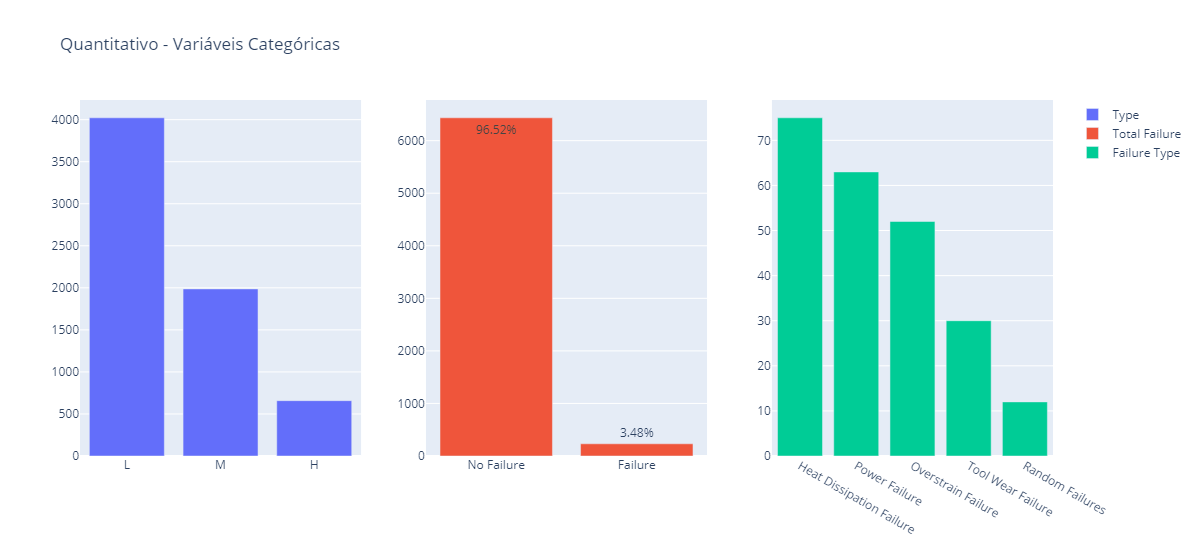 Quantitativo - Variáveis Categóricas
4000
3500
3000
2500
2000
1500
1000
500
0
L M H
6000
5000
4000
3000
2000
1000
0
96.52%
3.48%
No Failure Failure
70
60
50
40
30
20
10
0
Heat Dissipation Failure
Power Failure
Overstrain Failure
Tool Wear Failure
Random Failures
Type
Total Failure
Failure Type